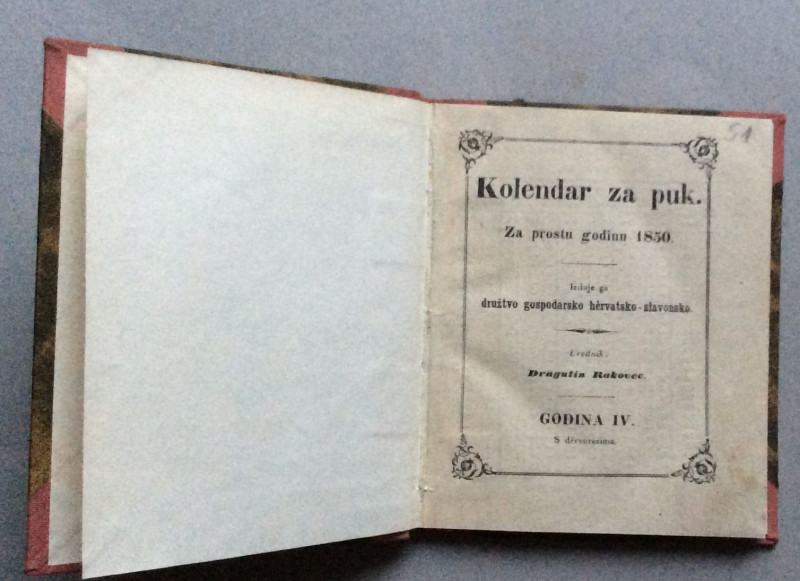 51
Kolendar za puk.
Za prostu godinu 1850.
Izdaje ga
družtvo gospodarsko hèrvatsko-slavonsko.
Urednik:
Dragutin Rakovec.
GODINA IV.
S dèrvorezima.